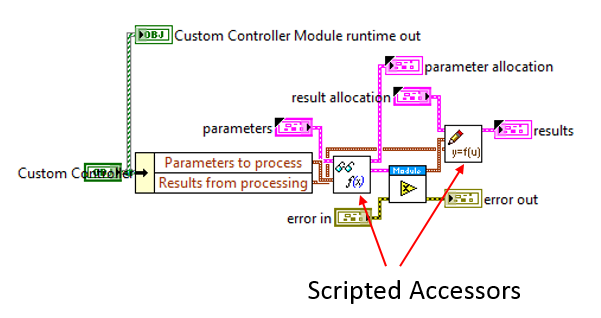 OBJ
Custom Controller Module runtime out
parameter allocation
result allocation
parameters
results
y=f(u)
Parameters to process
Custom Controller
Results from processing
f(x)
Module
error out
error in
Scripted Accessors